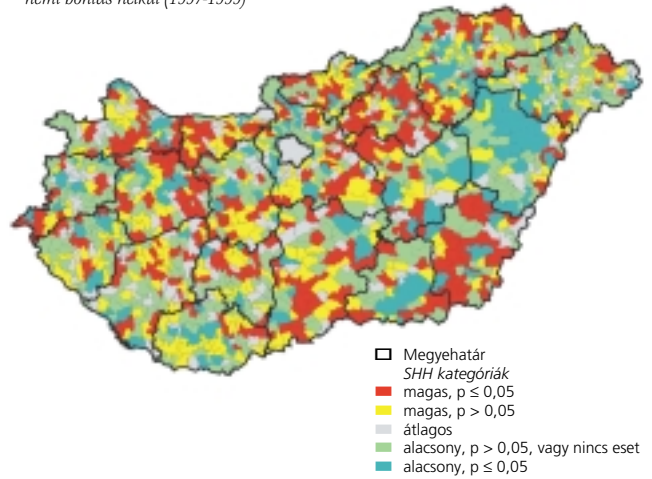 nemi bontás nélkül (1997-1999)
Megyehatár
SHH kategóriák
magas, p ≤ 0,05
magas, p > 0,05
átlagos
alacsony, p > 0,05, vagy nincs eset
alacsony, p ≤ 0,05